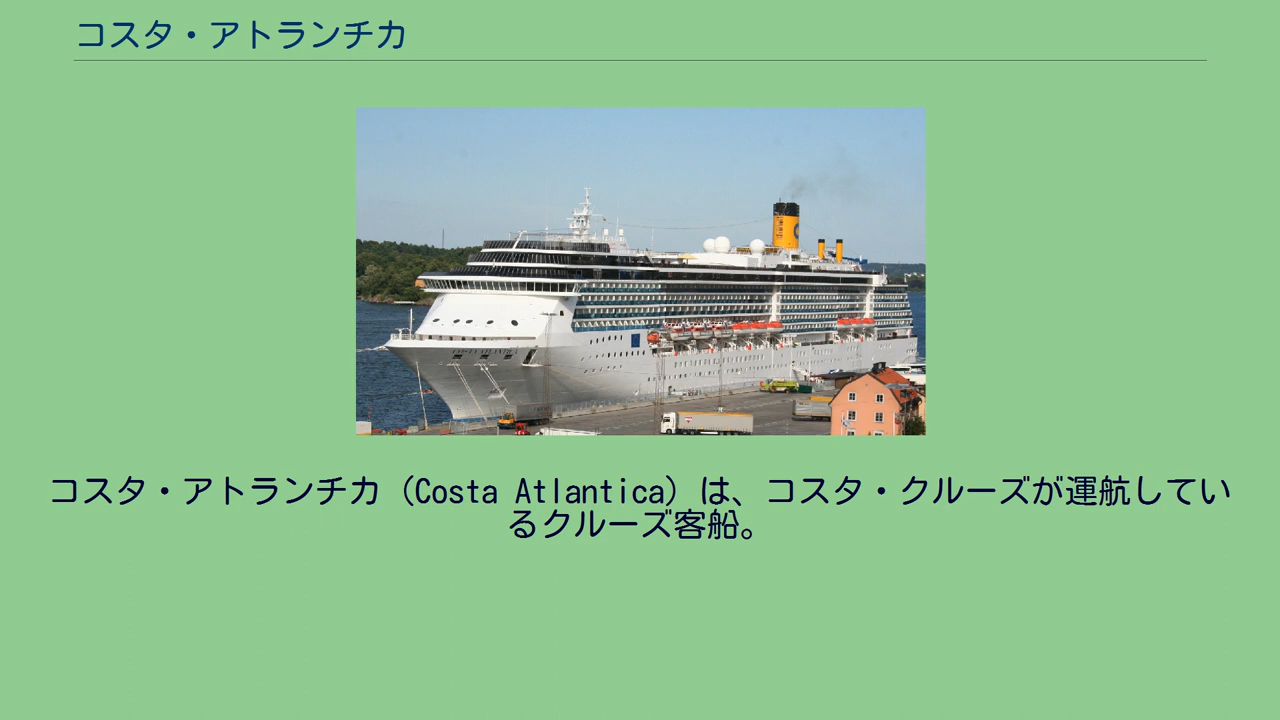 コスタ・アトランチカ
コスタ・アトランチカ（Costa Atlantica）は、コスタ・クルーズが運航してい
るクルーズ客船。